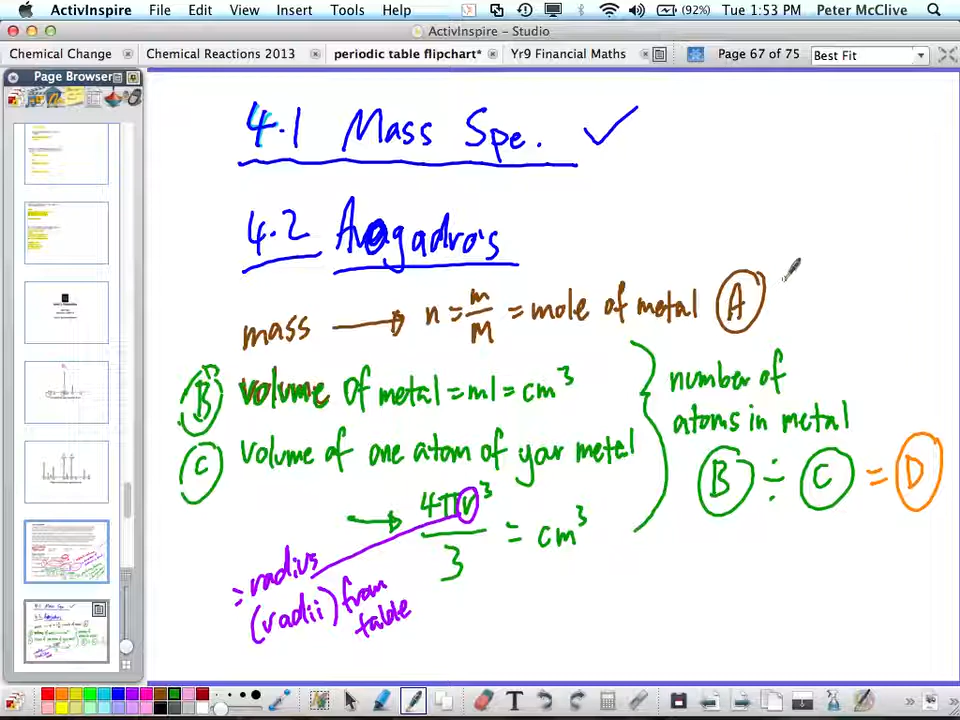 ActivInspire File Edit View Insert Tools Help (92%) Tue 1:53 PM Peter McClive
ActivInspire - Studio
Chemical Change Chemical Reactions 2013 periodic table flipchart* Yr9 Financial Maths Page 67 of 75 Best Fit
Page Browser
4.1 Mass Spe. ✓
4.2 Avogadro's
mass → n = m/M = mole of metal A
B volume of metal = ml = cm³
C volume of one atom of your metal
→ 4πr³/3 = cm³
= radius
(radii) from
table
number of
atoms in metal
B ÷ C = D